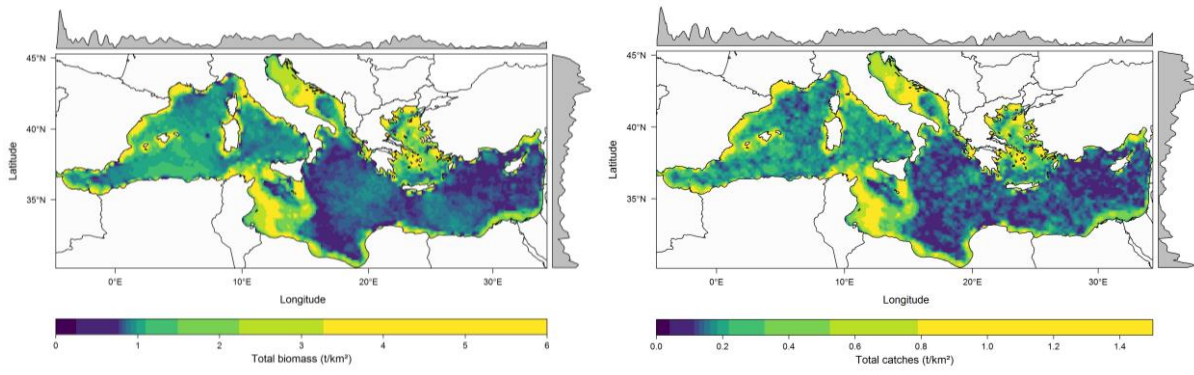 45°N
40°N
35°N
Latitude
0°E 10°E 20°E 30°E
Longitude
0 1 2 3 4 5 6
Total biomass (t/km²)
45°N
40°N
35°N
Latitude
0°E 10°E 20°E 30°E
Longitude
0.0 0.2 0.4 0.6 0.8 1.0 1.2 1.4
Total catches (t/km²)